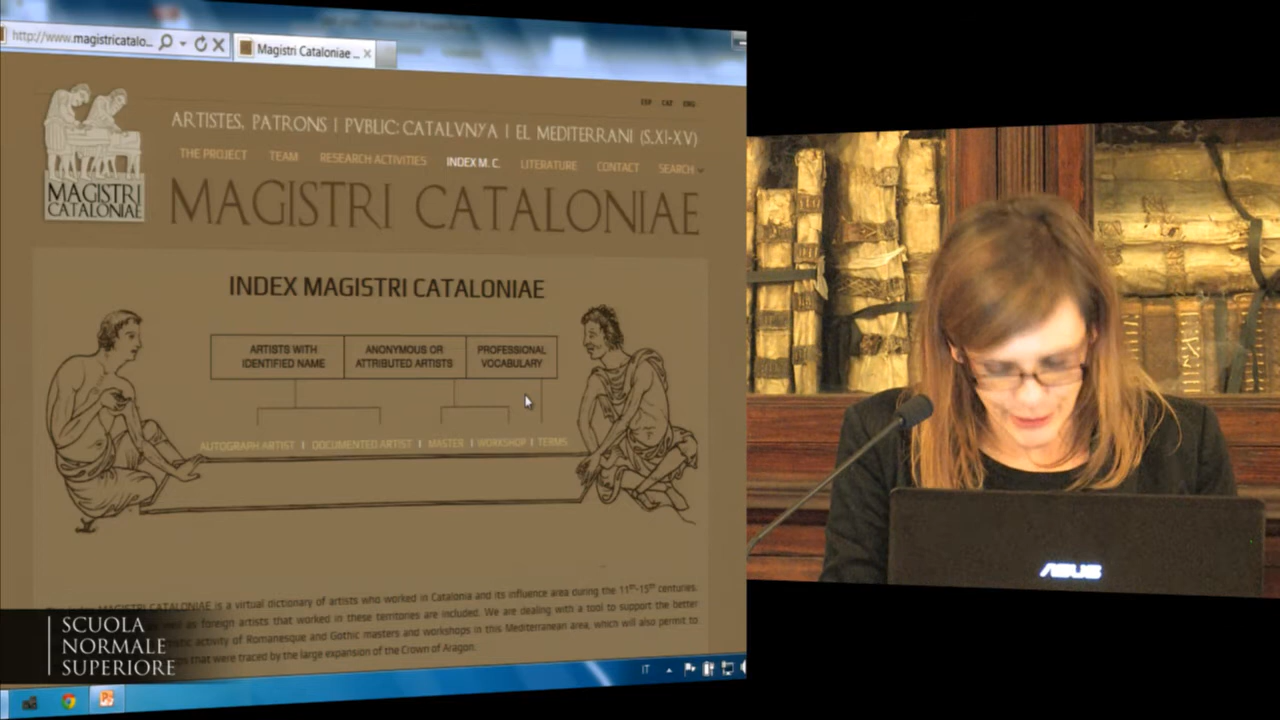 http://www.magistricatalo...
Magistri Cataloniae ...
ESP CAT ENG
ARTISTES, PATRONS | PVBLIC: CATALVNYA | EL MEDITERRANI (S.XI-XV)
THE PROJECT TEAM RESEARCH ACTIVITIES INDEX M. C. LITERATURE CONTACT SEARCH
MAGISTRI
CATALONIAE
MAGISTRI CATALONIAE
INDEX MAGISTRI CATALONIAE
ARTISTS WITH
IDENTIFIED NAME
ANONYMOUS OR
ATTRIBUTED ARTISTS
PROFESSIONAL
VOCABULARY
AUTOGRAPH ARTIST | DOCUMENTED ARTIST | MASTER | WORKSHOP | TERMS
MAGISTRI CATALONIAE is a virtual dictionary of artists who worked in Catalonia and its influence area during the 11th-15th centuries;
as foreign artists that worked in these territories are included. We are dealing with a tool to support the better
activity of Romanesque and Gothic masters and workshops in this Mediterranean area, which will also permit
that were traced by the large expansion of the Crown of Aragon.
SCUOLA
NORMALE
SUPERIORE
IT
ASUS